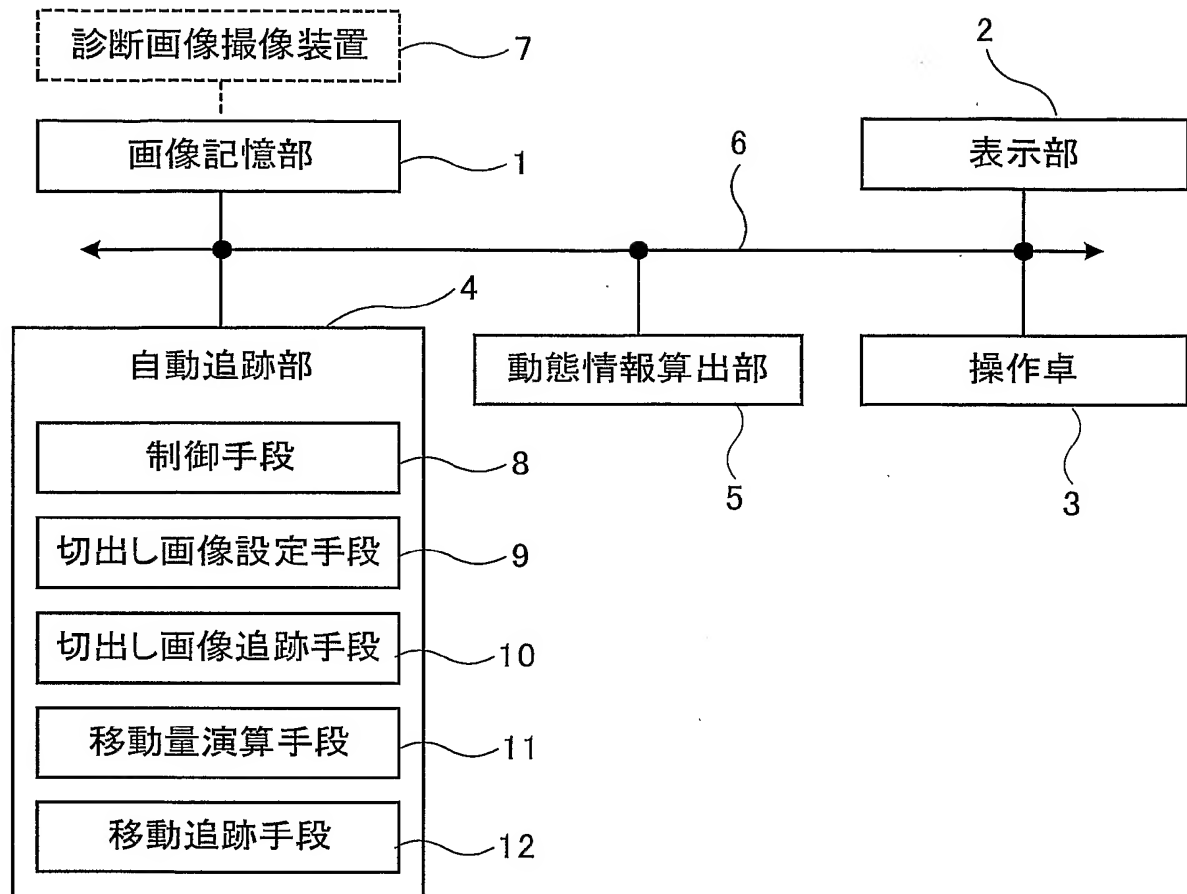 診断画像撮像装置
7
画像記憶部
1
2
表示部
6
4
自動追跡部
動態情報算出部
5
操作卓
3
制御手段
8
切出し画像設定手段
9
切出し画像追跡手段
10
移動量演算手段
11
移動追跡手段
12